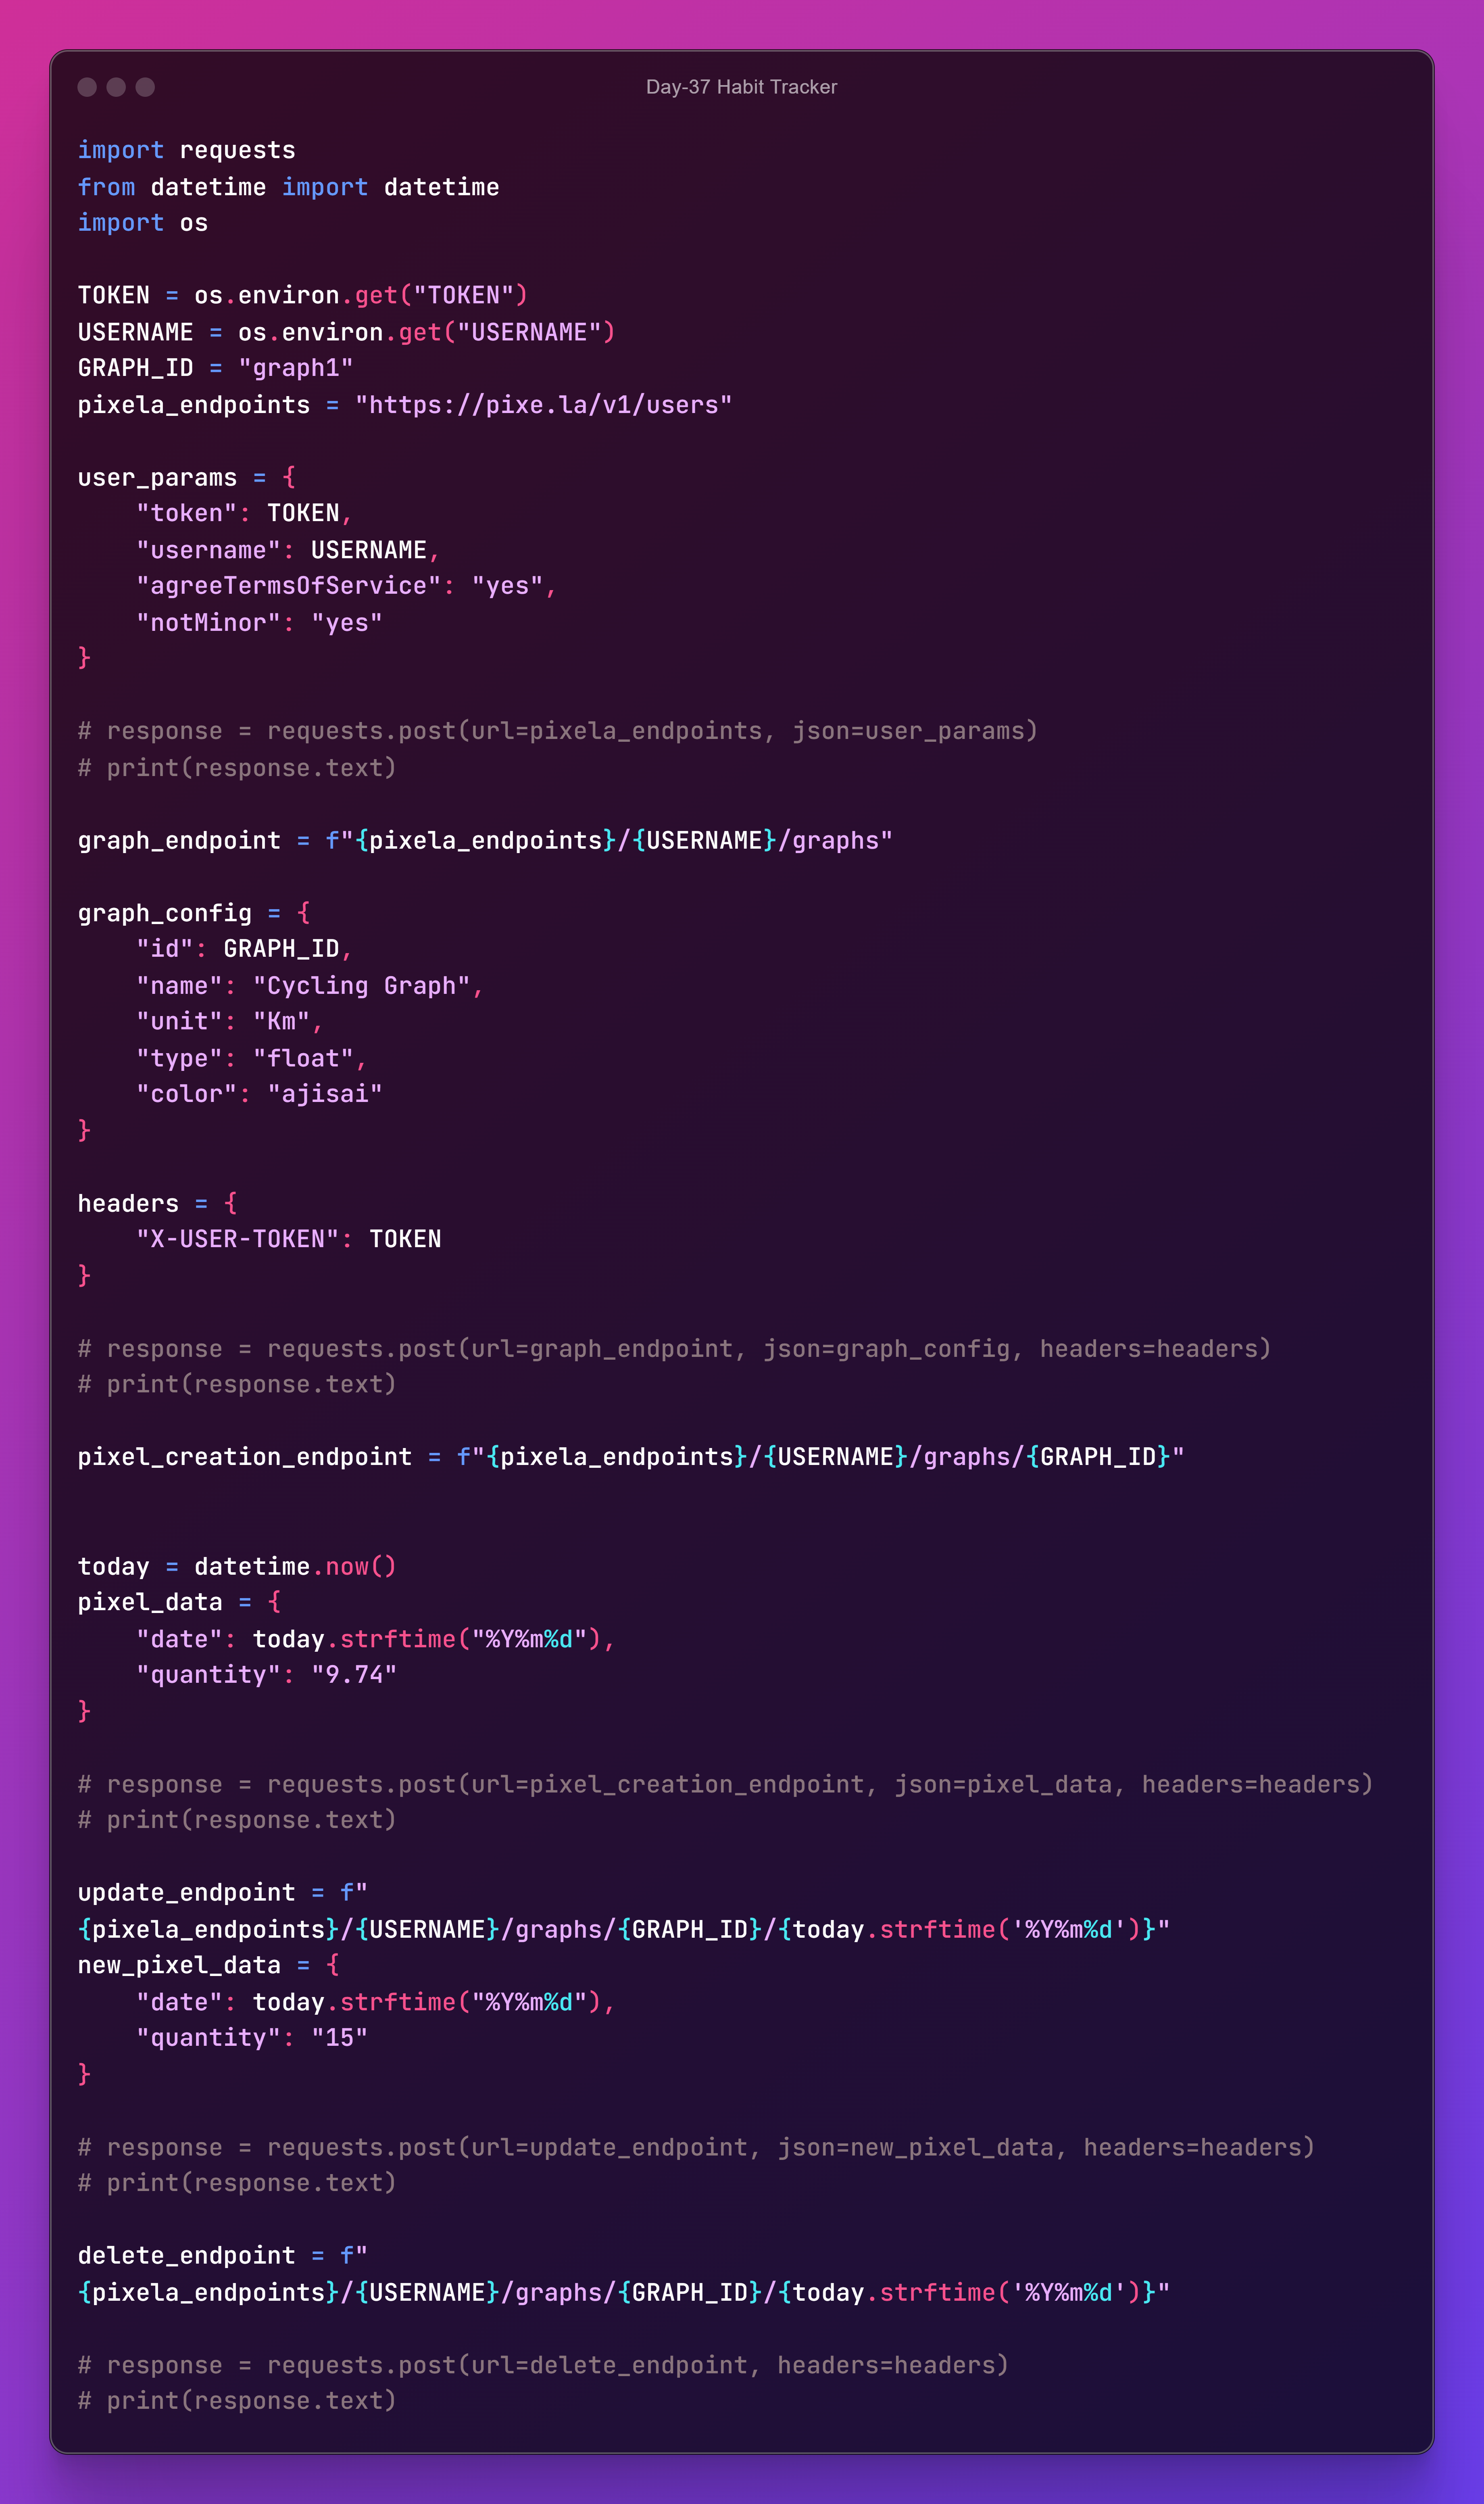 Day-37 Habit Tracker
import requests
from datetime import datetime
import os
TOKEN = os.environ.get("TOKEN")
USERNAME = os.environ.get("USERNAME")
GRAPH_ID = "graph1"
pixela_endpoints = "https://pixe.la/v1/users"
user_params = {
    "token": TOKEN,
    "username": USERNAME,
    "agreeTermsOfService": "yes",
    "notMinor": "yes"
}
# response = requests.post(url=pixela_endpoints, json=user_params)
# print(response.text)
graph_endpoint = f"{pixela_endpoints}/{USERNAME}/graphs"
graph_config = {
    "id": GRAPH_ID,
    "name": "Cycling Graph",
    "unit": "Km",
    "type": "float",
    "color": "ajisai"
}
headers = {
    "X-USER-TOKEN": TOKEN
}
# response = requests.post(url=graph_endpoint, json=graph_config, headers=headers)
# print(response.text)
pixel_creation_endpoint = f"{pixela_endpoints}/{USERNAME}/graphs/{GRAPH_ID}"
today = datetime.now()
pixel_data = {
    "date": today.strftime("%Y%m%d"),
    "quantity": "9.74"
}
# response = requests.post(url=pixel_creation_endpoint, json=pixel_data, headers=headers)
# print(response.text)
update_endpoint = f"
{pixela_endpoints}/{USERNAME}/graphs/{GRAPH_ID}/{today.strftime('%Y%m%d')}"
new_pixel_data = {
    "date": today.strftime("%Y%m%d"),
    "quantity": "15"
}
# response = requests.post(url=update_endpoint, json=new_pixel_data, headers=headers)
# print(response.text)
delete_endpoint = f"
{pixela_endpoints}/{USERNAME}/graphs/{GRAPH_ID}/{today.strftime('%Y%m%d')}"
# response = requests.post(url=delete_endpoint, headers=headers)
# print(response.text)